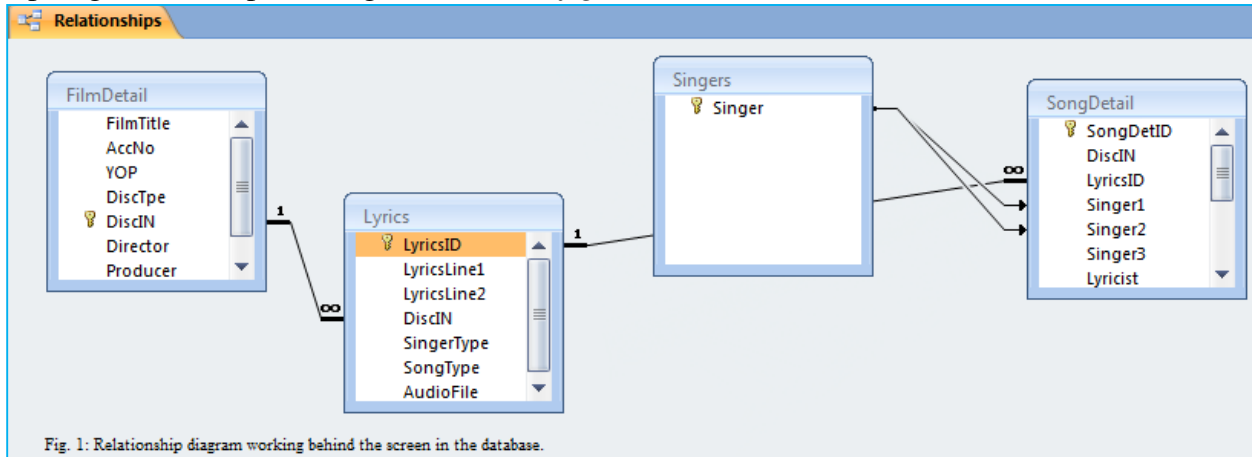 Relationships
FilmDetail
FilmTitle
AccNo
YOP
DiscTpe
DiscIN
Director
Producer
1
∞
Lyrics
LyricsID
LyricsLine1
LyricsLine2
DiscIN
SingerType
SongType
AudioFile
1
Singers
Singer
∞
SongDetail
SongDetID
DiscIN
LyricsID
Singer1
Singer2
Singer3
Lyricist
Fig. 1: Relationship diagram working behind the screen in the database.